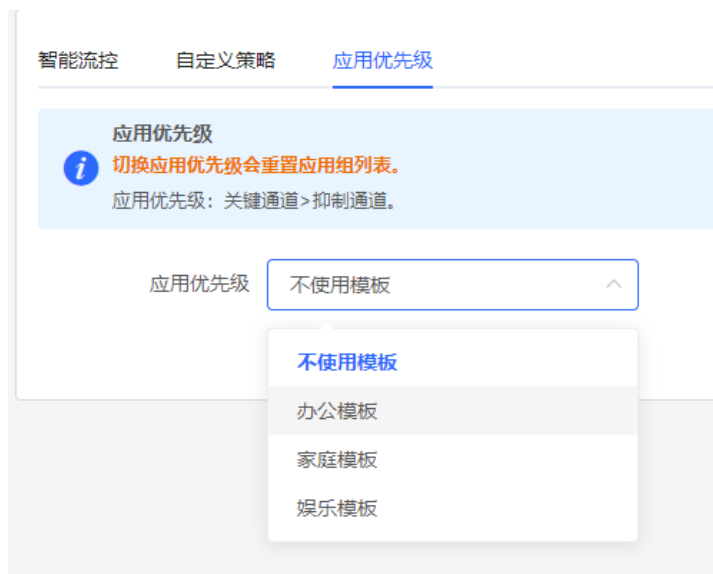 智能流控 自定义策略 应用优先级
应用优先级
切换应用优先级会重置应用组列表。
应用优先级：关键通道>抑制通道。
应用优先级 不使用模板
不使用模板
办公模板
家庭模板
娱乐模板